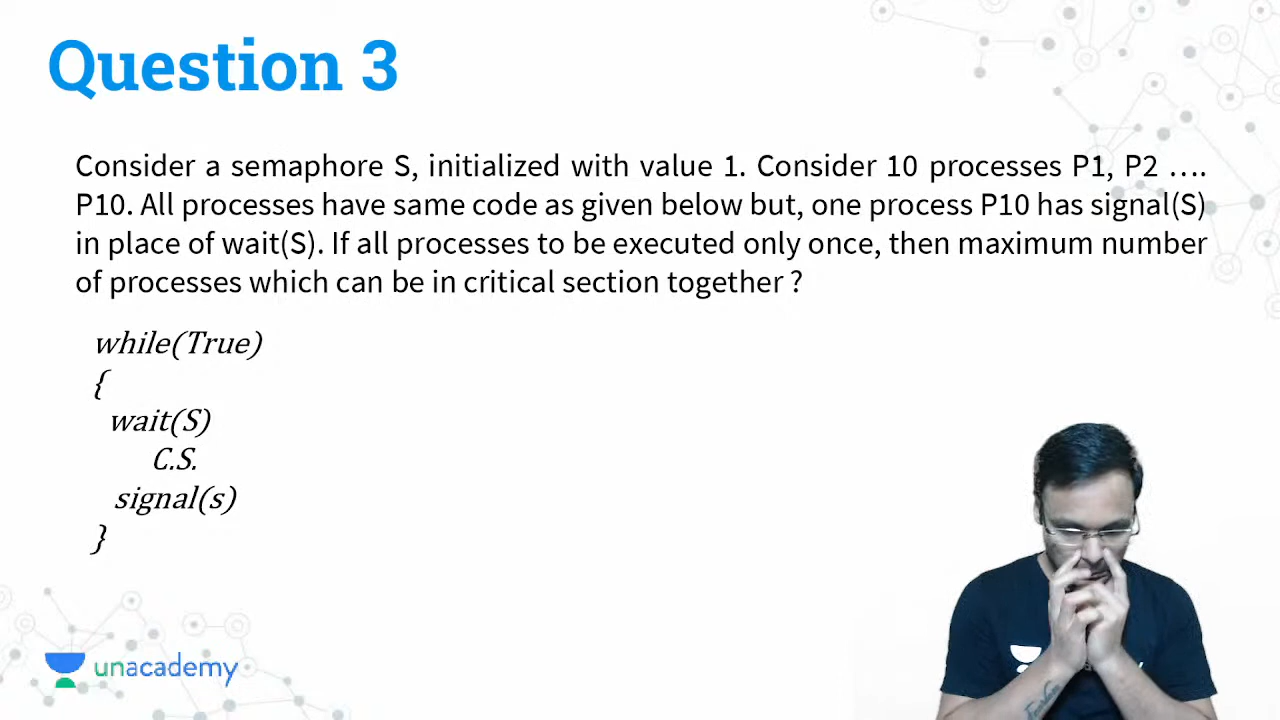 Question 3
Consider a semaphore S, initialized with value 1. Consider 10 processes P1, P2 ....
P10. All processes have same code as given below but, one process P10 has signal(S)
in place of wait(S). If all processes to be executed only once, then maximum number
of processes which can be in critical section together ?
while(True)
{
wait(S)
C.S.
signal(s)
}
unacademy